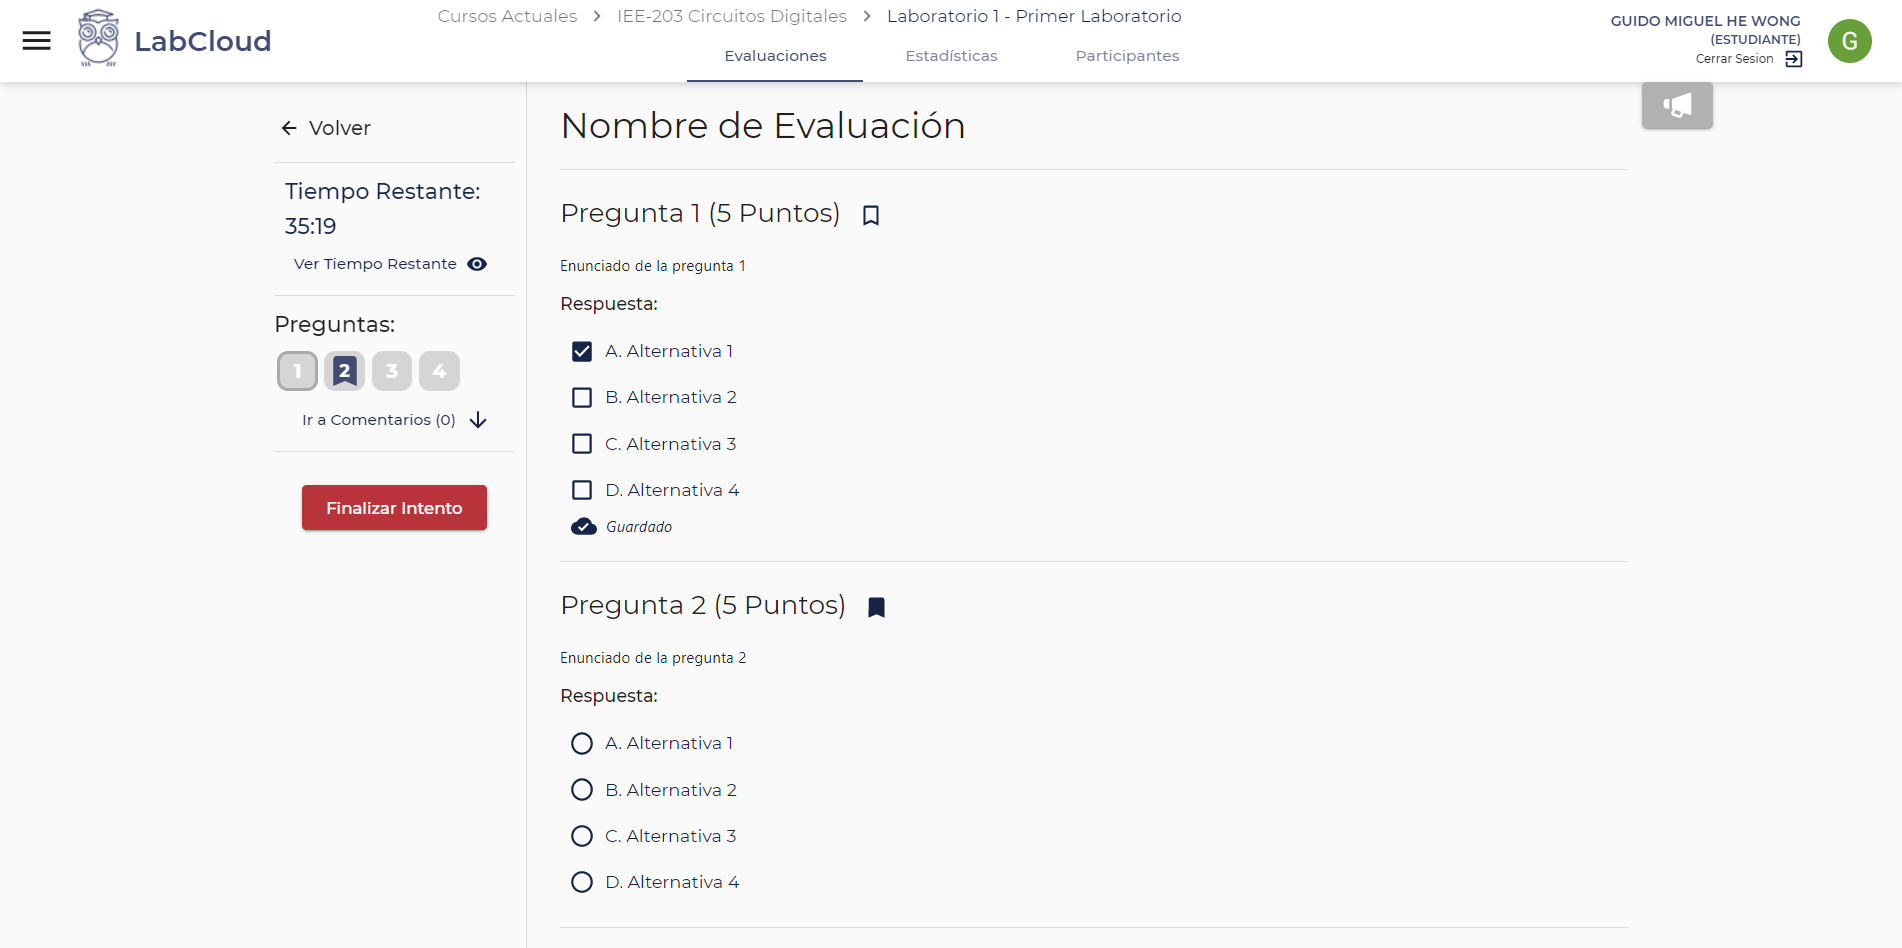 LabCloud
Cursos Actuales > IEE-203 Circuitos Digitales > Laboratorio 1 - Primer Laboratorio
Evaluaciones Estadísticas Participantes
GUIDO MIGUEL HE WONG
(ESTUDIANTE)
Cerrar Sesion
G
Volver
Tiempo Restante:
35:19
Ver Tiempo Restante
Preguntas:
1 2 3 4
Ir a Comentarios (0)
Finalizar Intento
Nombre de Evaluación
Pregunta 1 (5 Puntos)
Enunciado de la pregunta 1
Respuesta:
A. Alternativa 1
B. Alternativa 2
C. Alternativa 3
D. Alternativa 4
Guardado
Pregunta 2 (5 Puntos)
Enunciado de la pregunta 2
Respuesta:
A. Alternativa 1
B. Alternativa 2
C. Alternativa 3
D. Alternativa 4